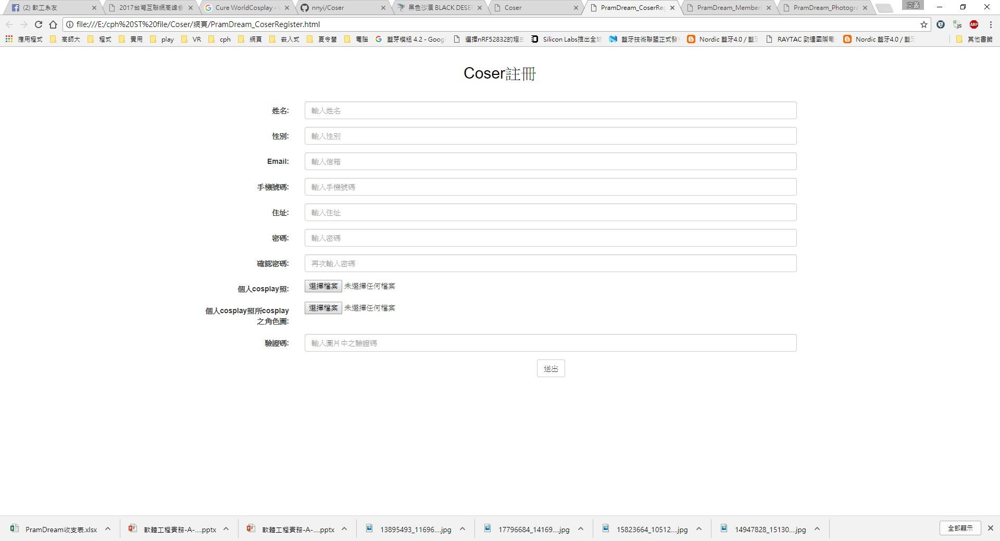 (2) 軟工系友
2017台灣互聯網高峰會
Cure WorldCosplay -
nnyi/Coser
黑色沙漠 BLACK DESE
Coser
PramDream_CoserReg
PramDream_Member
PramDream_Photogra
文義
file:///E:/cph%20ST%20file/Coser/網頁/PramDream_CoserRegister.html
應用程式
高師大
程式
實用
play
VR
cph
網頁
嵌入式
夏令營
電腦
藍芽模組 4.2 - Goog
選擇nRF52832的理由
Silicon Labs推出全球
藍牙技術聯盟正式發布
Nordic 藍牙4.0 / 藍牙
RAYTAC 勁達國際電
Nordic 藍牙4.0 / 藍牙
其他書籤
Coser註冊
姓名: 輸入姓名
性別: 輸入性別
Email: 輸入信箱
手機號碼: 輸入手機號碼
住址: 輸入住址
密碼: 輸入密碼
確認密碼: 再次輸入密碼
個人cosplay照: 選擇檔案 未選擇任何檔案
個人cosplay照所cosplay 選擇檔案 未選擇任何檔案
之角色圖:
驗證碼: 輸入圖片中之驗證碼
送出
PramDream收支表.xlsx
軟體工程實務-A-....pptx
軟體工程實務-A-....pptx
13895493_11696....jpg
17796684_14169....jpg
15823664_10512....jpg
14947828_15130....jpg
全部顯示